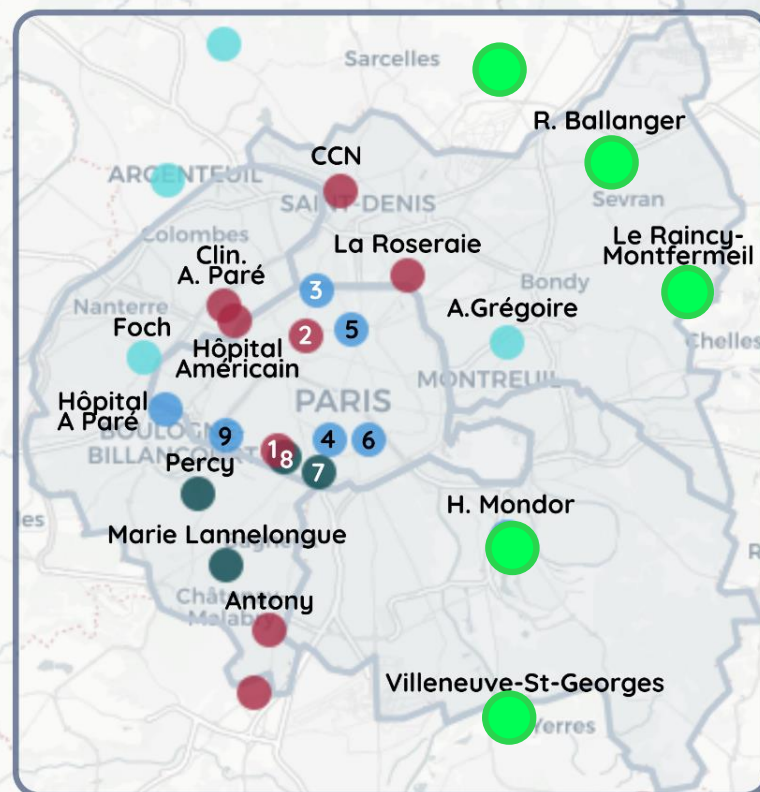 Sarcelles
R. Ballanger
CCN
ARGENTEUIL
SAINT-DENIS
Sevran
Colombes
La Roseraie
Le Raincy-
Montfermeil
Clin.
A. Paré
Bondy
3
Nanterre
A.Grégoire
Foch
2
5
Chelles
Hôpital
Américain
MONTREUIL
PARIS
Hôpital
A Paré
BOULOGNE
BILLANCOURT
9
1
8
4
6
7
Percy
H. Mondor
Marie Lannelongue
Antony
Malabry
Villeneuve-St-Georges
Yerres